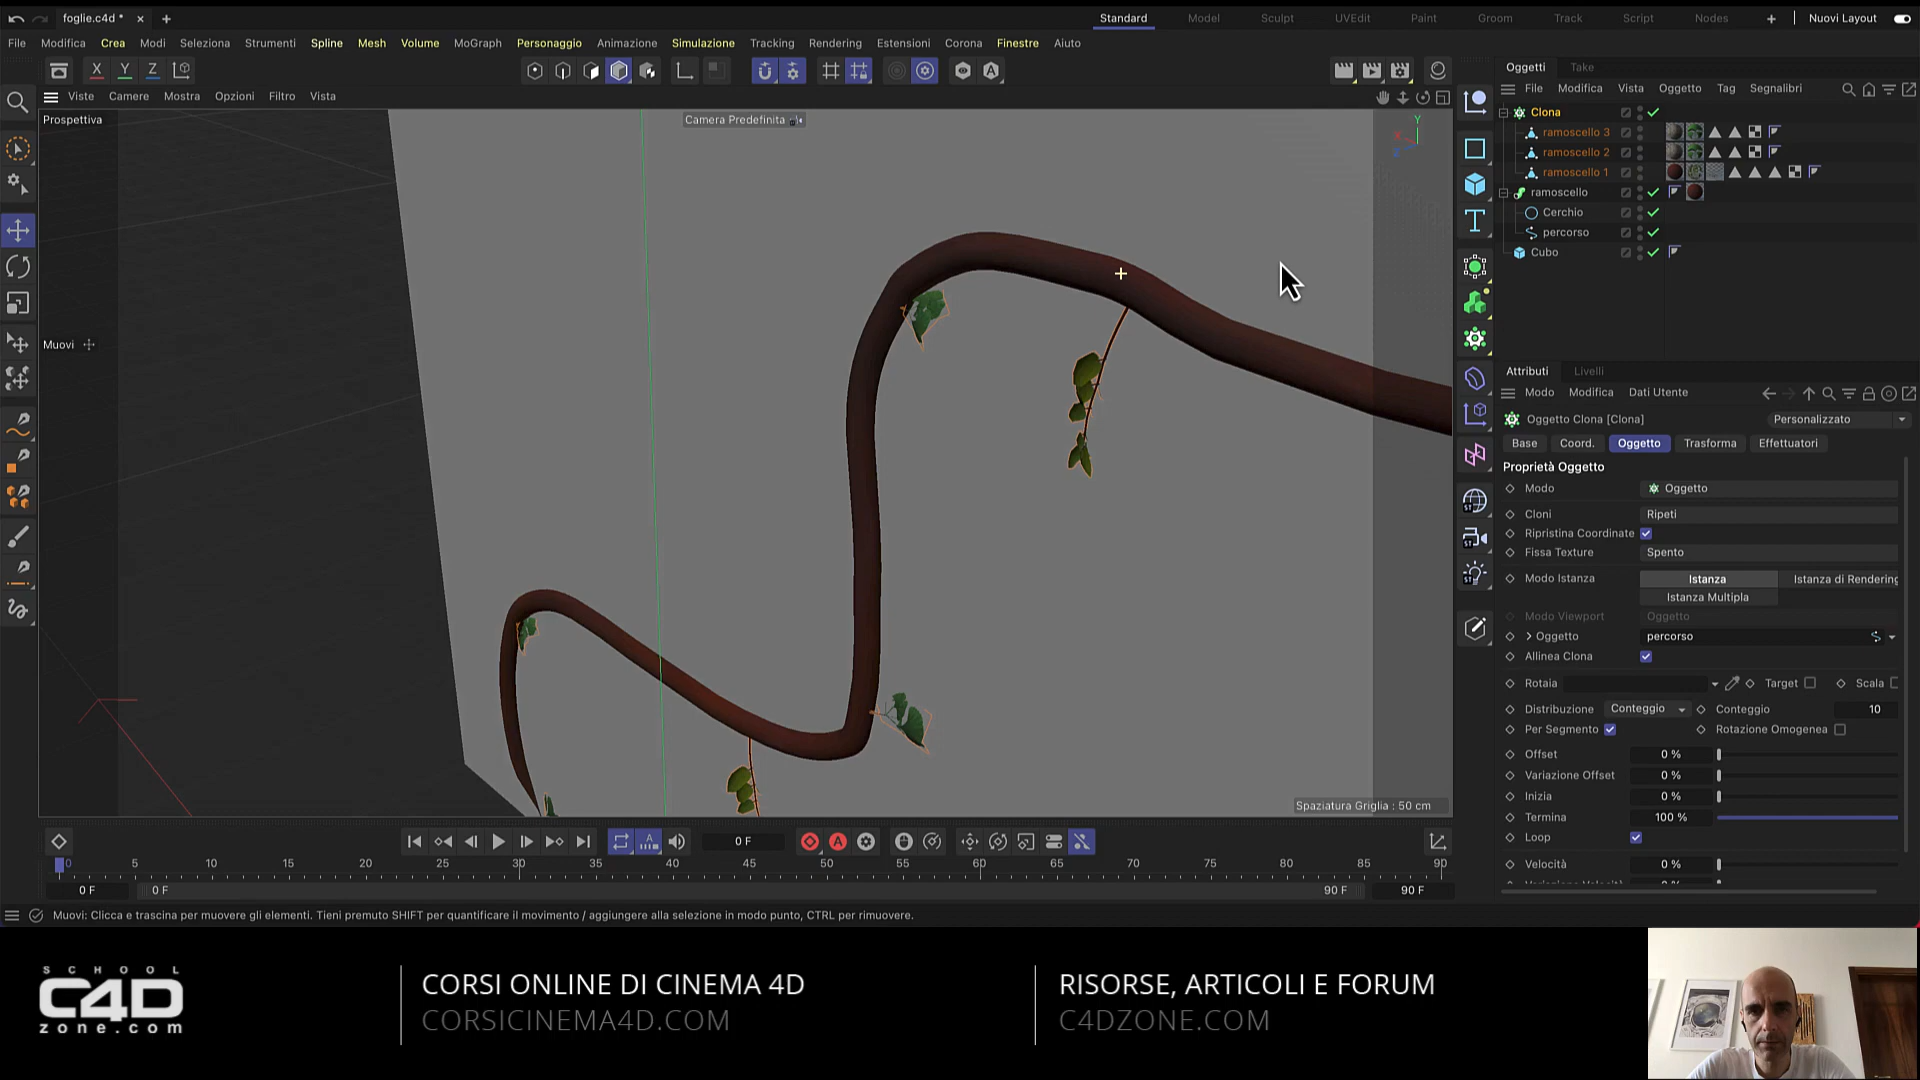 foglie.c4d *
Standard
Model
Sculpt
UVEdit
Paint
Groom
Track
Script
Nodes
Nuovi Layout
File
Modifica
Crea
Modi
Seleziona
Strumenti
Spline
Mesh
Volume
MoGraph
Personaggio
Animazione
Simulazione
Tracking
Rendering
Estensioni
Corona
Finestre
Aiuto
X
Y
Z
Viste
Camere
Mostra
Opzioni
Filtro
Vista
Prospettiva
Camera Predefinita
Y
Muovi
Spaziatura Griglia : 50 cm
Oggetti
Take
File
Modifica
Vista
Oggetto
Tag
Segnalibri
Clona
ramoscello 3
ramoscello 2
ramoscello 1
ramoscello
Cerchio
percorso
Cubo
Attributi
Livelli
Modo
Modifica
Dati Utente
Oggetto Clona [Clona]
Personalizzato
Base
Coord.
Oggetto
Trasforma
Effettuatori
Proprietà Oggetto
Modo
Oggetto
Cloni
Ripeti
Ripristina Coordinate
Fissa Texture
Spento
Modo Istanza
Istanza
Istanza di Rendering
Istanza Multipla
Modo Viewport
Oggetto
Oggetto
percorso
Allinea Clona
Rotaia
Target
Scala
Distribuzione
Conteggio
Conteggio
10
Per Segmento
Rotazione Omogenea
Offset
0 %
Variazione Offset
0 %
Inizia
0 %
Termina
100 %
Loop
Velocità
0 %
0 F
0 5 10 15 20 25 30 35 40 45 50 55 60 65 70 75 80 85 90
0 F
0 F
90 F
90 F
Muovi: Clicca e trascina per muovere gli elementi. Tieni premuto SHIFT per quantificare il movimento / aggiungere alla selezione in modo punto, CTRL per rimuovere.
SCHOOL
C4D
zone.com
CORSI ONLINE DI CINEMA 4D
CORSICINEMA4D.COM
RISORSE, ARTICOLI E FORUM
C4DZONE.COM